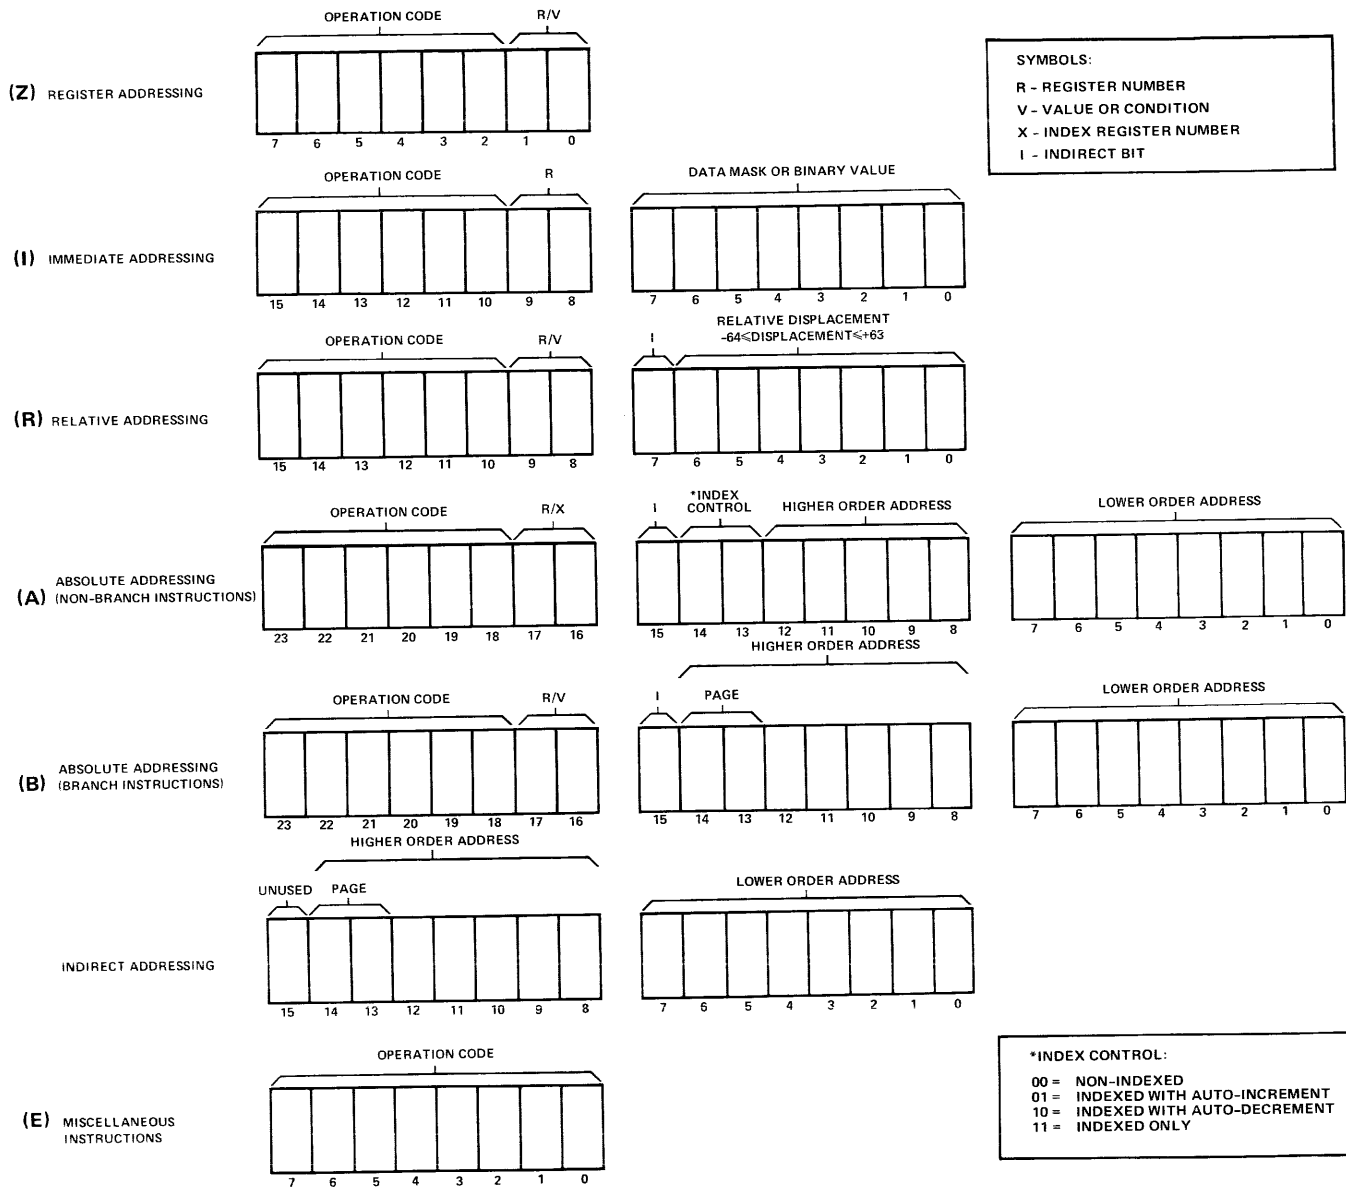 OPERATION CODE R/V
(Z) REGISTER ADDRESSING
7 6 5 4 3 2 1 0
SYMBOLS:
R - REGISTER NUMBER
V - VALUE OR CONDITION
X - INDEX REGISTER NUMBER
I - INDIRECT BIT
OPERATION CODE R DATA MASK OR BINARY VALUE
(I) IMMEDIATE ADDRESSING
15 14 13 12 11 10 9 8 7 6 5 4 3 2 1 0
RELATIVE DISPLACEMENT
OPERATION CODE R/V I -64≤DISPLACEMENT≤+63
(R) RELATIVE ADDRESSING
15 14 13 12 11 10 9 8 7 6 5 4 3 2 1 0
*INDEX
CONTROL
OPERATION CODE R/X I HIGHER ORDER ADDRESS LOWER ORDER ADDRESS
(A) ABSOLUTE ADDRESSING
(NON-BRANCH INSTRUCTIONS)
23 22 21 20 19 18 17 16 15 14 13 12 11 10 9 8 7 6 5 4 3 2 1 0
HIGHER ORDER ADDRESS
OPERATION CODE R/V I PAGE LOWER ORDER ADDRESS
(B) ABSOLUTE ADDRESSING
(BRANCH INSTRUCTIONS)
23 22 21 20 19 18 17 16 15 14 13 12 11 10 9 8 7 6 5 4 3 2 1 0
HIGHER ORDER ADDRESS
UNUSED PAGE LOWER ORDER ADDRESS
INDIRECT ADDRESSING
15 14 13 12 11 10 9 8 7 6 5 4 3 2 1 0
OPERATION CODE
(E) MISCELLANEOUS
INSTRUCTIONS
7 6 5 4 3 2 1 0
*INDEX CONTROL:
00 = NON-INDEXED
01 = INDEXED WITH AUTO-INCREMENT
10 = INDEXED WITH AUTO-DECREMENT
11 = INDEXED ONLY